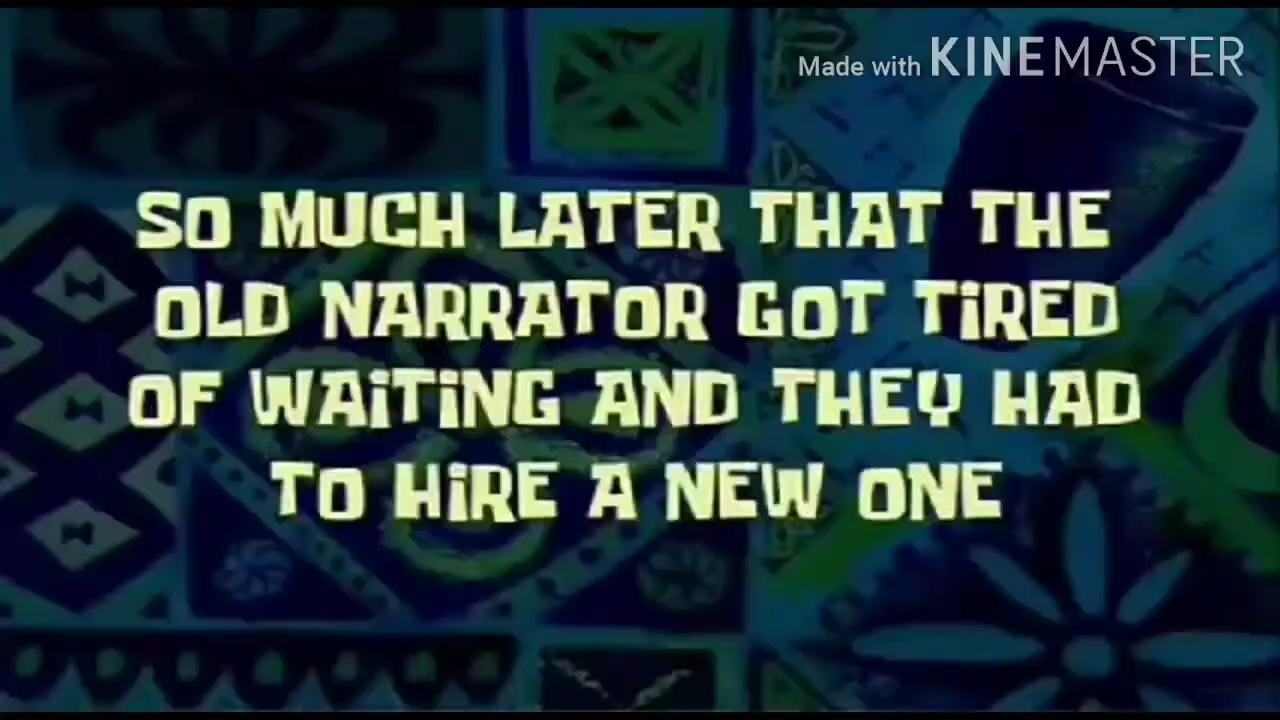 Made with KINEMASTER
SO MUCH LATER THAT THE
OLD NARRATOR GOT TiRED
OF WAiTiNG AND THEY HAD
TO HiRE A NEW ONE